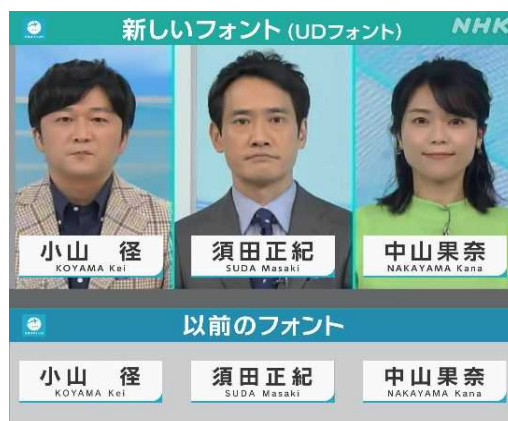 新しいフォント(UDフォント)
NHK
小山 径
KOYAMA Kei
須田正紀
SUDA Masaki
中山果奈
NAKAYAMA Kana
以前のフォント
小山 径
KOYAMA Kei
須田正紀
SUDA Masaki
中山果奈
NAKAYAMA Kana